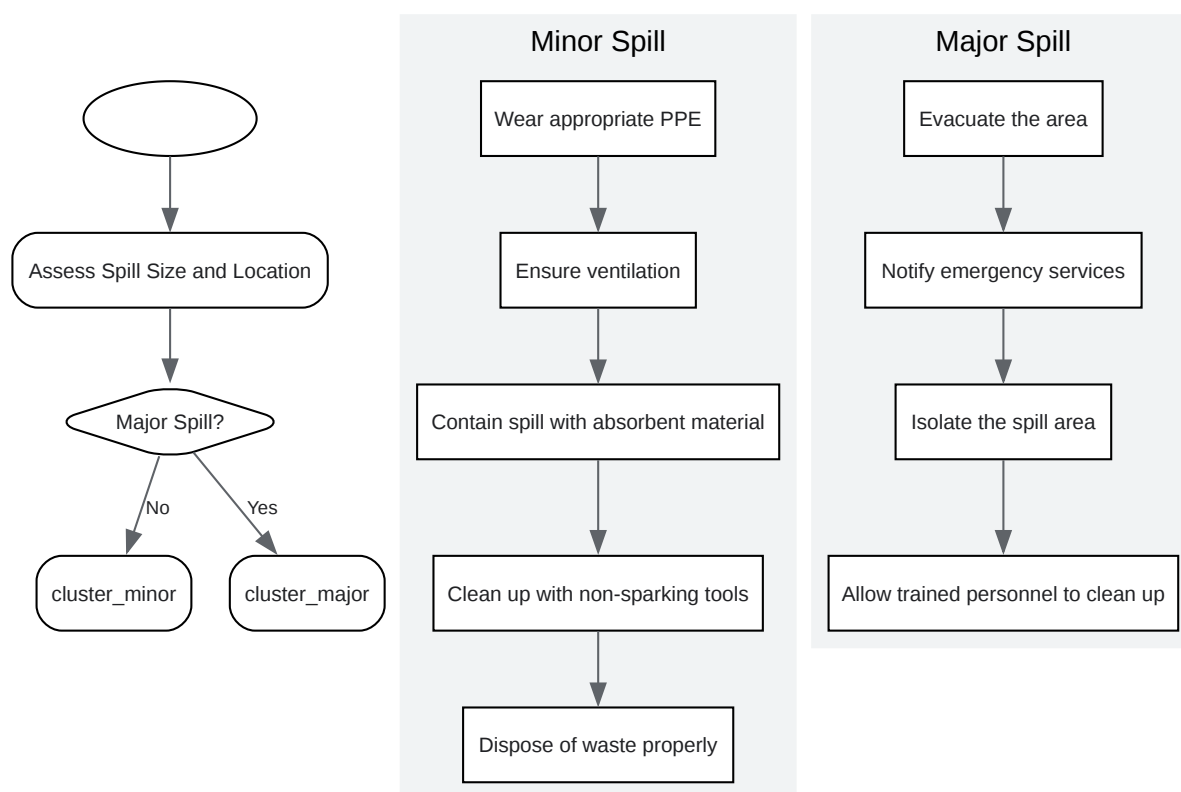 Assess Spill Size and Location
Major Spill?
No
Yes
cluster_minor
cluster_major
Minor Spill
Wear appropriate PPE
Ensure ventilation
Contain spill with absorbent material
Clean up with non-sparking tools
Dispose of waste properly
Major Spill
Evacuate the area
Notify emergency services
Isolate the spill area
Allow trained personnel to clean up